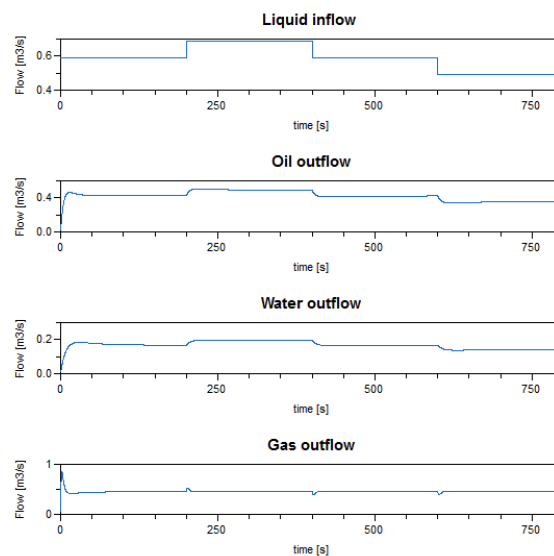 Liquid inflow
Flow [m3/s]
0.6
0.4
0 250 500 750
time [s]
Oil outflow
Flow [m3/s]
0.4
0.0
0 250 500 750
time [s]
Water outflow
Flow [m3/s]
0.2
0.0
0 250 500 750
time [s]
Gas outflow
Flow [m3/s]
1
0
0 250 500 750
time [s]